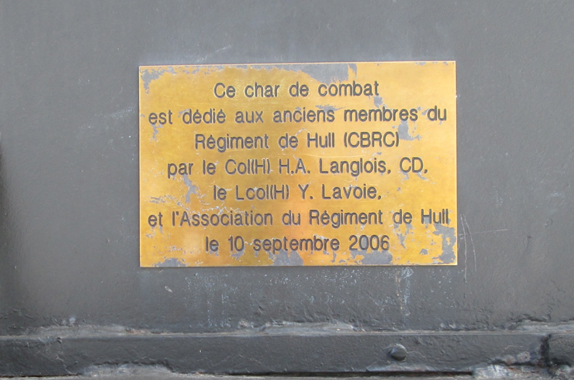 Ce char de combat
est dédié aux anciens membres du
Régiment de Hull (CBRC)
par le Col(H) H.A. Langlois, CD,
le Lcol(H) Y. Lavoie,
et l'Association du Régiment de Hull
le 10 septembre 2006